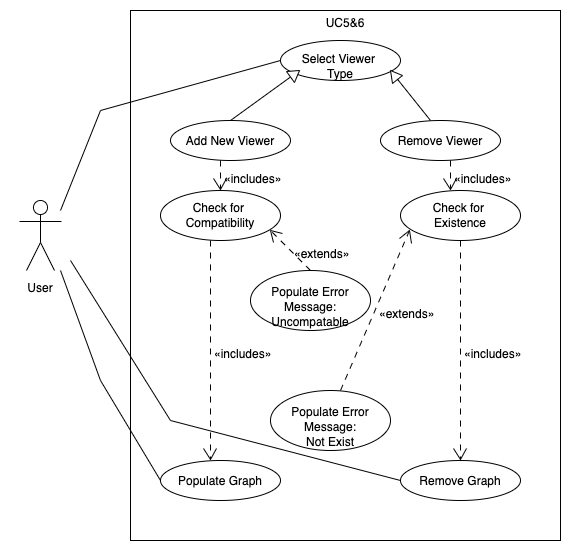 UC5&6
Select Viewer
Type
Add New Viewer
Remove Viewer
«includes»
«includes»
Check for
Compatibility
Check for
Existence
«extends»
User
Populate Error
Message:
Uncompatable
«extends»
«includes»
«includes»
Populate Error
Message:
Not Exist
Populate Graph
Remove Graph